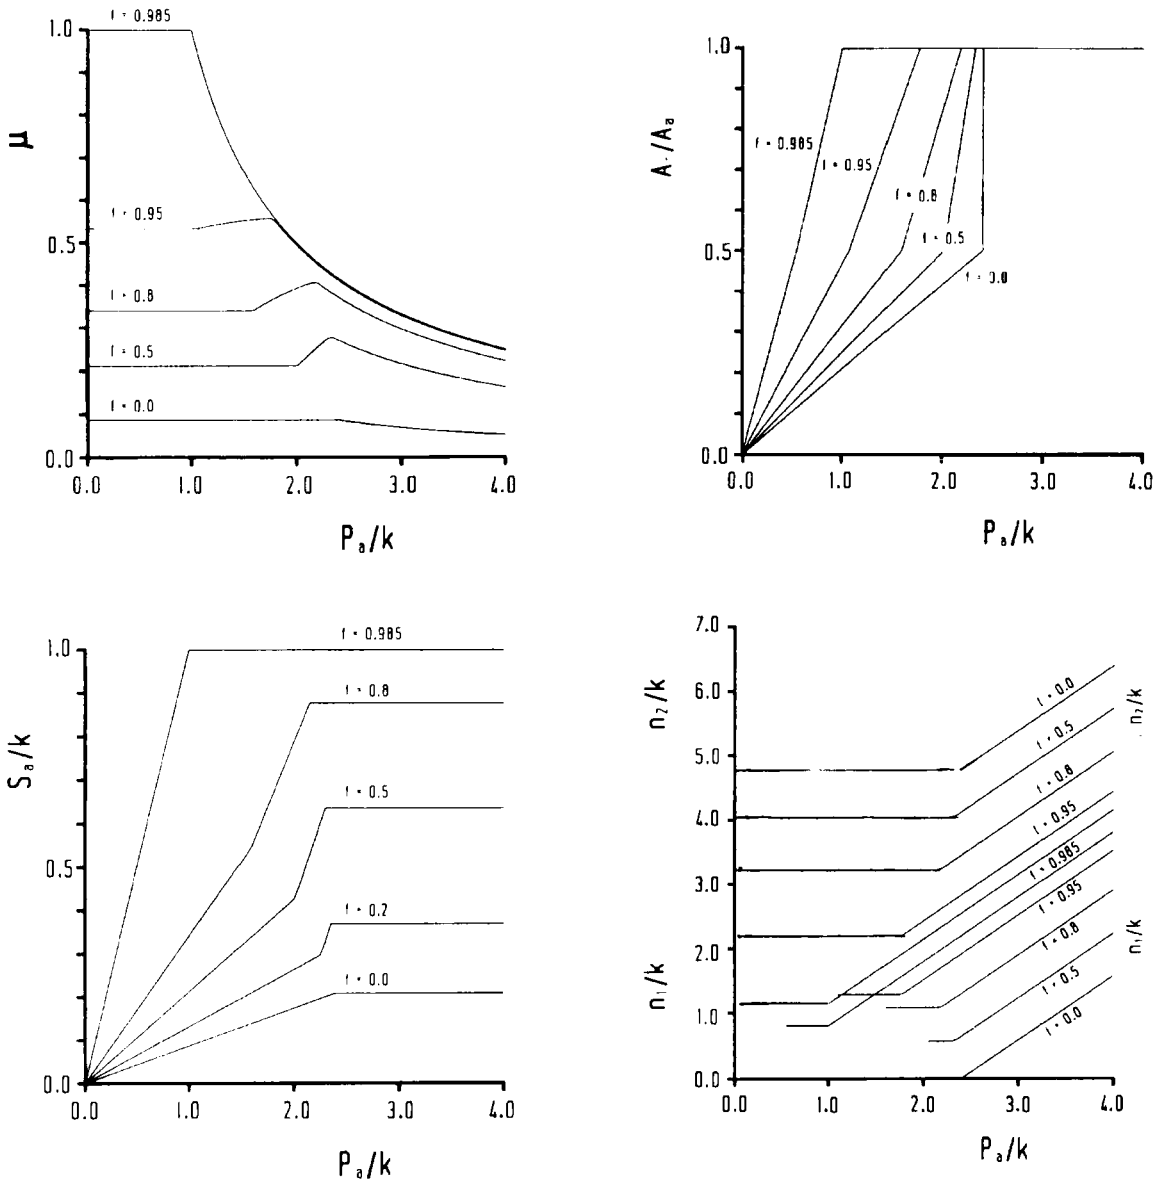 μ
f = 0.985
1.0
f = 0.95
0.5
f = 0.8
f = 0.5
f = 0.0
0.0
0.0 1.0 2.0 3.0 4.0
Pa/k
Ar/Aa
1.0
f = 0.985
f = 0.95
f = 0.8
0.5
f = 0.5
f = 0.0
0.0
0.0 1.0 2.0 3.0 4.0
Pa/k
Sa/k
1.0
f = 0.985
f = 0.8
f = 0.5
0.5
f = 0.2
f = 0.0
0.0
0.0 1.0 2.0 3.0 4.0
Pa/k
n2/k
n1/k
7.0
6.0
5.0
4.0
3.0
2.0
1.0
0.0
f = 0.0
f = 0.5
f = 0.8
f = 0.95
f = 0.985
f = 0.95
f = 0.8
f = 0.5
f = 0.0
n2/k
n1/k
0.0 1.0 2.0 3.0 4.0
Pa/k